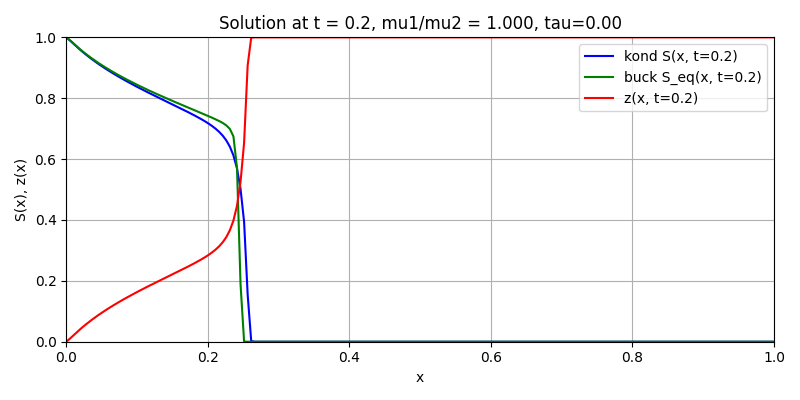 Solution at t = 0.2, mu1/mu2 = 1.000, tau=0.00
kond S(x, t=0.2)
buck S_eq(x, t=0.2)
z(x, t=0.2)
S(x), z(x)
1.0
0.8
0.6
0.4
0.2
0.0
0.0 0.2 0.4 0.6 0.8 1.0
x